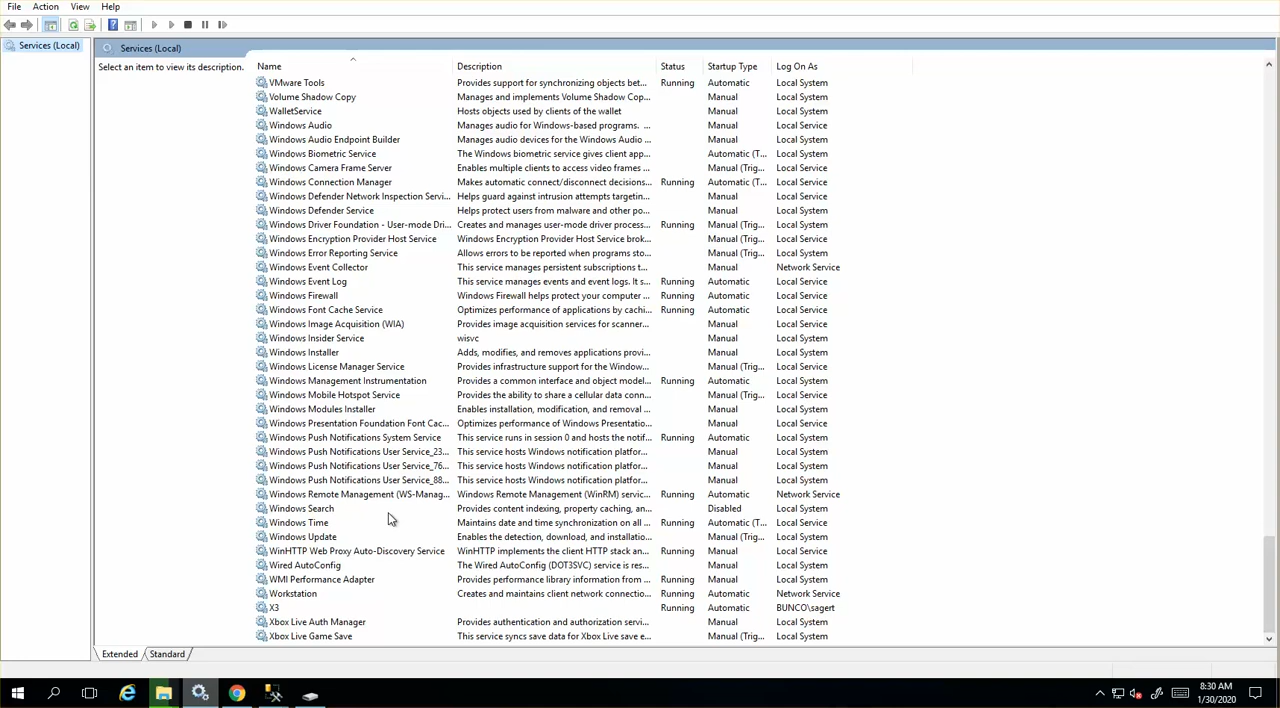 File Action View Help
Services (Local) Services (Local)
Select an item to view its description. Name Description Status Startup Type Log On As
VMware Tools Provides support for synchronizing objects bet... Running Automatic Local System
Volume Shadow Copy Manages and implements Volume Shadow Cop... Manual Local System
WalletService Hosts objects used by clients of the wallet Manual Local System
Windows Audio Manages audio for Windows-based programs. ... Manual Local Service
Windows Audio Endpoint Builder Manages audio devices for the Windows Audio ... Manual Local System
Windows Biometric Service The Windows biometric service gives client app... Automatic (T... Local System
Windows Camera Frame Server Enables multiple clients to access video frames ... Manual (Trig... Local Service
Windows Connection Manager Makes automatic connect/disconnect decisions... Running Automatic (T... Local Service
Windows Defender Network Inspection Servi... Helps guard against intrusion attempts targetin... Manual Local Service
Windows Defender Service Helps protect users from malware and other po... Manual Local System
Windows Driver Foundation - User-mode Dri... Creates and manages user-mode driver process... Running Manual (Trig... Local System
Windows Encryption Provider Host Service Windows Encryption Provider Host Service brok... Manual (Trig... Local Service
Windows Error Reporting Service Allows errors to be reported when programs sto... Manual (Trig... Local System
Windows Event Collector This service manages persistent subscriptions t... Manual Network Service
Windows Event Log This service manages events and event logs. It s... Running Automatic Local Service
Windows Firewall Windows Firewall helps protect your computer ... Running Automatic Local Service
Windows Font Cache Service Optimizes performance of applications by cachi... Running Automatic Local Service
Windows Image Acquisition (WIA) Provides image acquisition services for scanner... Manual Local Service
Windows Insider Service wisvc Manual Local System
Windows Installer Adds, modifies, and removes applications provi... Manual Local System
Windows License Manager Service Provides infrastructure support for the Window... Manual (Trig... Local Service
Windows Management Instrumentation Provides a common interface and object model... Running Automatic Local System
Windows Mobile Hotspot Service Provides the ability to share a cellular data conn... Manual (Trig... Local Service
Windows Modules Installer Enables installation, modification, and removal ... Manual Local System
Windows Presentation Foundation Font Cac... Optimizes performance of Windows Presentatio... Manual Local Service
Windows Push Notifications System Service This service runs in session 0 and hosts the notif... Running Automatic Local System
Windows Push Notifications User Service_23... This service hosts Windows notification platfor... Manual Local System
Windows Push Notifications User Service_76... This service hosts Windows notification platfor... Manual Local System
Windows Push Notifications User Service_88... This service hosts Windows notification platfor... Manual Local System
Windows Remote Management (WS-Manag... Windows Remote Management (WinRM) servic... Running Automatic Network Service
Windows Search Provides content indexing, property caching, an... Disabled Local System
Windows Time Maintains date and time synchronization on all ... Running Automatic (T... Local Service
Windows Update Enables the detection, download, and installatio... Manual Local System
WinHTTP Web Proxy Auto-Discovery Service WinHTTP implements the client HTTP stack an... Running Manual Local Service
Wired AutoConfig The Wired AutoConfig (DOT3SVC) service is res... Manual Local System
WMI Performance Adapter Provides performance library information from ... Running Manual Local System
Workstation Creates and maintains client network connectio... Running Automatic Network Service
X3 Running Automatic BUNCO\sagert
Xbox Live Auth Manager Provides authentication and authorization servi... Manual Local System
Xbox Live Game Save This service syncs save data for Xbox Live save e... Manual (Trig... Local System
Extended Standard
8:30 AM
1/30/2020